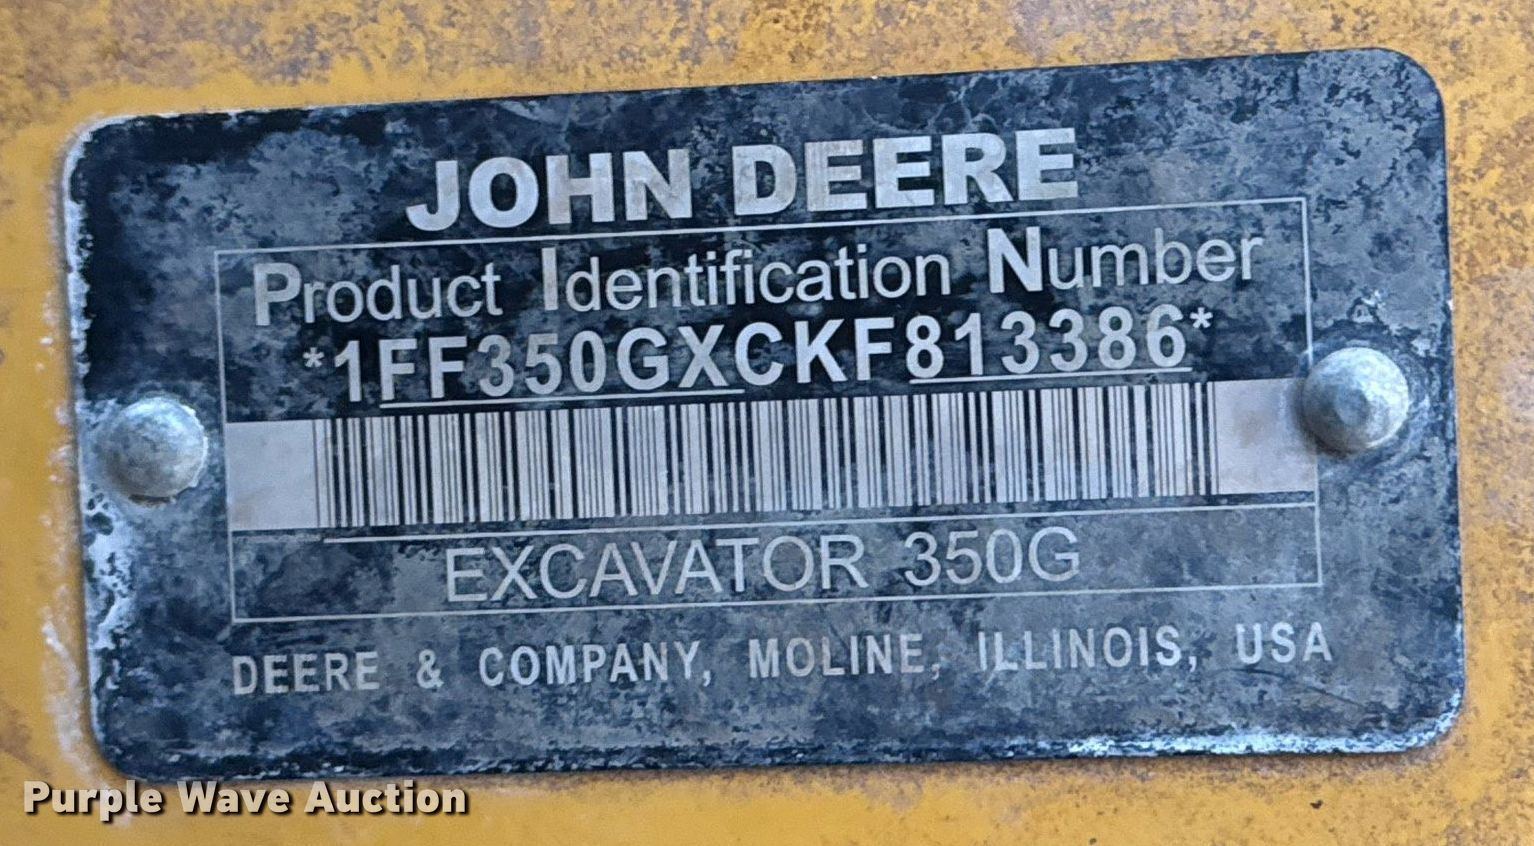 JOHN DEERE
Product Identification Number
*1FF350GXCKF813386*
EXCAVATOR 350G
DEERE & COMPANY, MOLINE, ILLINOIS, USA
Purple Wave Auction